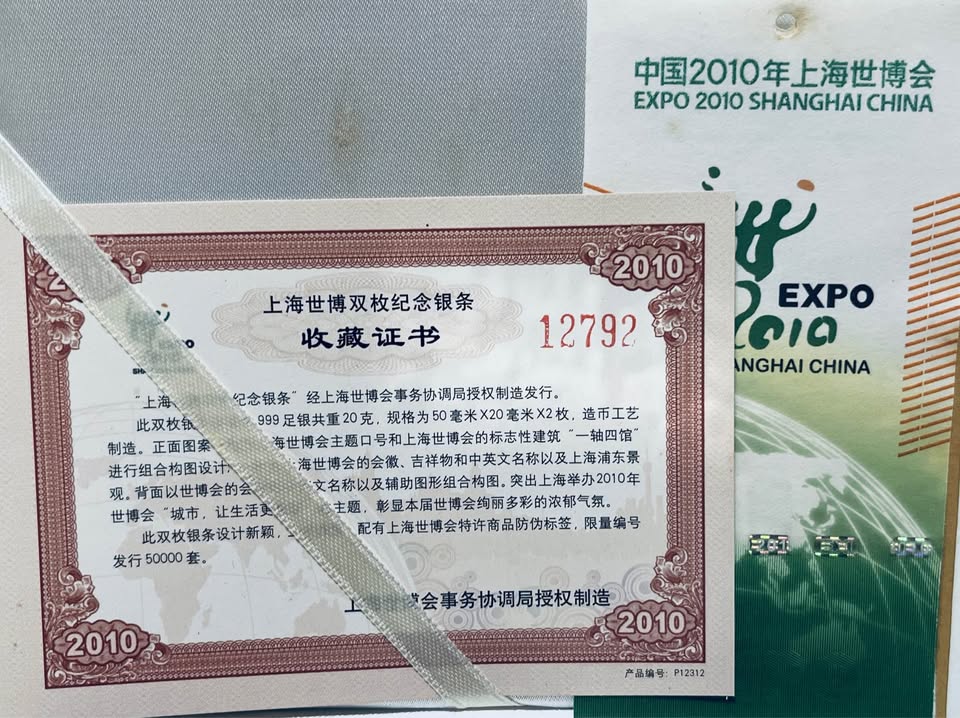 中国2010年上海世博会
EXPO 2010 SHANGHAI CHINA
EXPO
2010
SHANGHAI CHINA
2010
上海世博双枚纪念银条
收藏证书
12792
“上海 纪念银条”经上海世博会事务协调局授权制造发行。
此双枚银 999足银共重20克，规格为50毫米X20毫米X2枚，造币工艺
制造。正面图案 海世博会主题口号和上海世博会的标志性建筑“一轴四馆”
进行组合构图设计 海世博会的会徽、吉祥物和中英文名称以及上海浦东景
观。背面以世博会的会 文名称以及辅助图形组合构图。突出上海举办2010年
世博会“城市，让生活更 主题，彰显本届世博会绚丽多彩的浓郁气氛。
此双枚银条设计新颖， 配有上海世博会特许商品防伪标签，限量编号
发行50000套。
上 博会事务协调局授权制造
2010
2010
产品编号：P12312